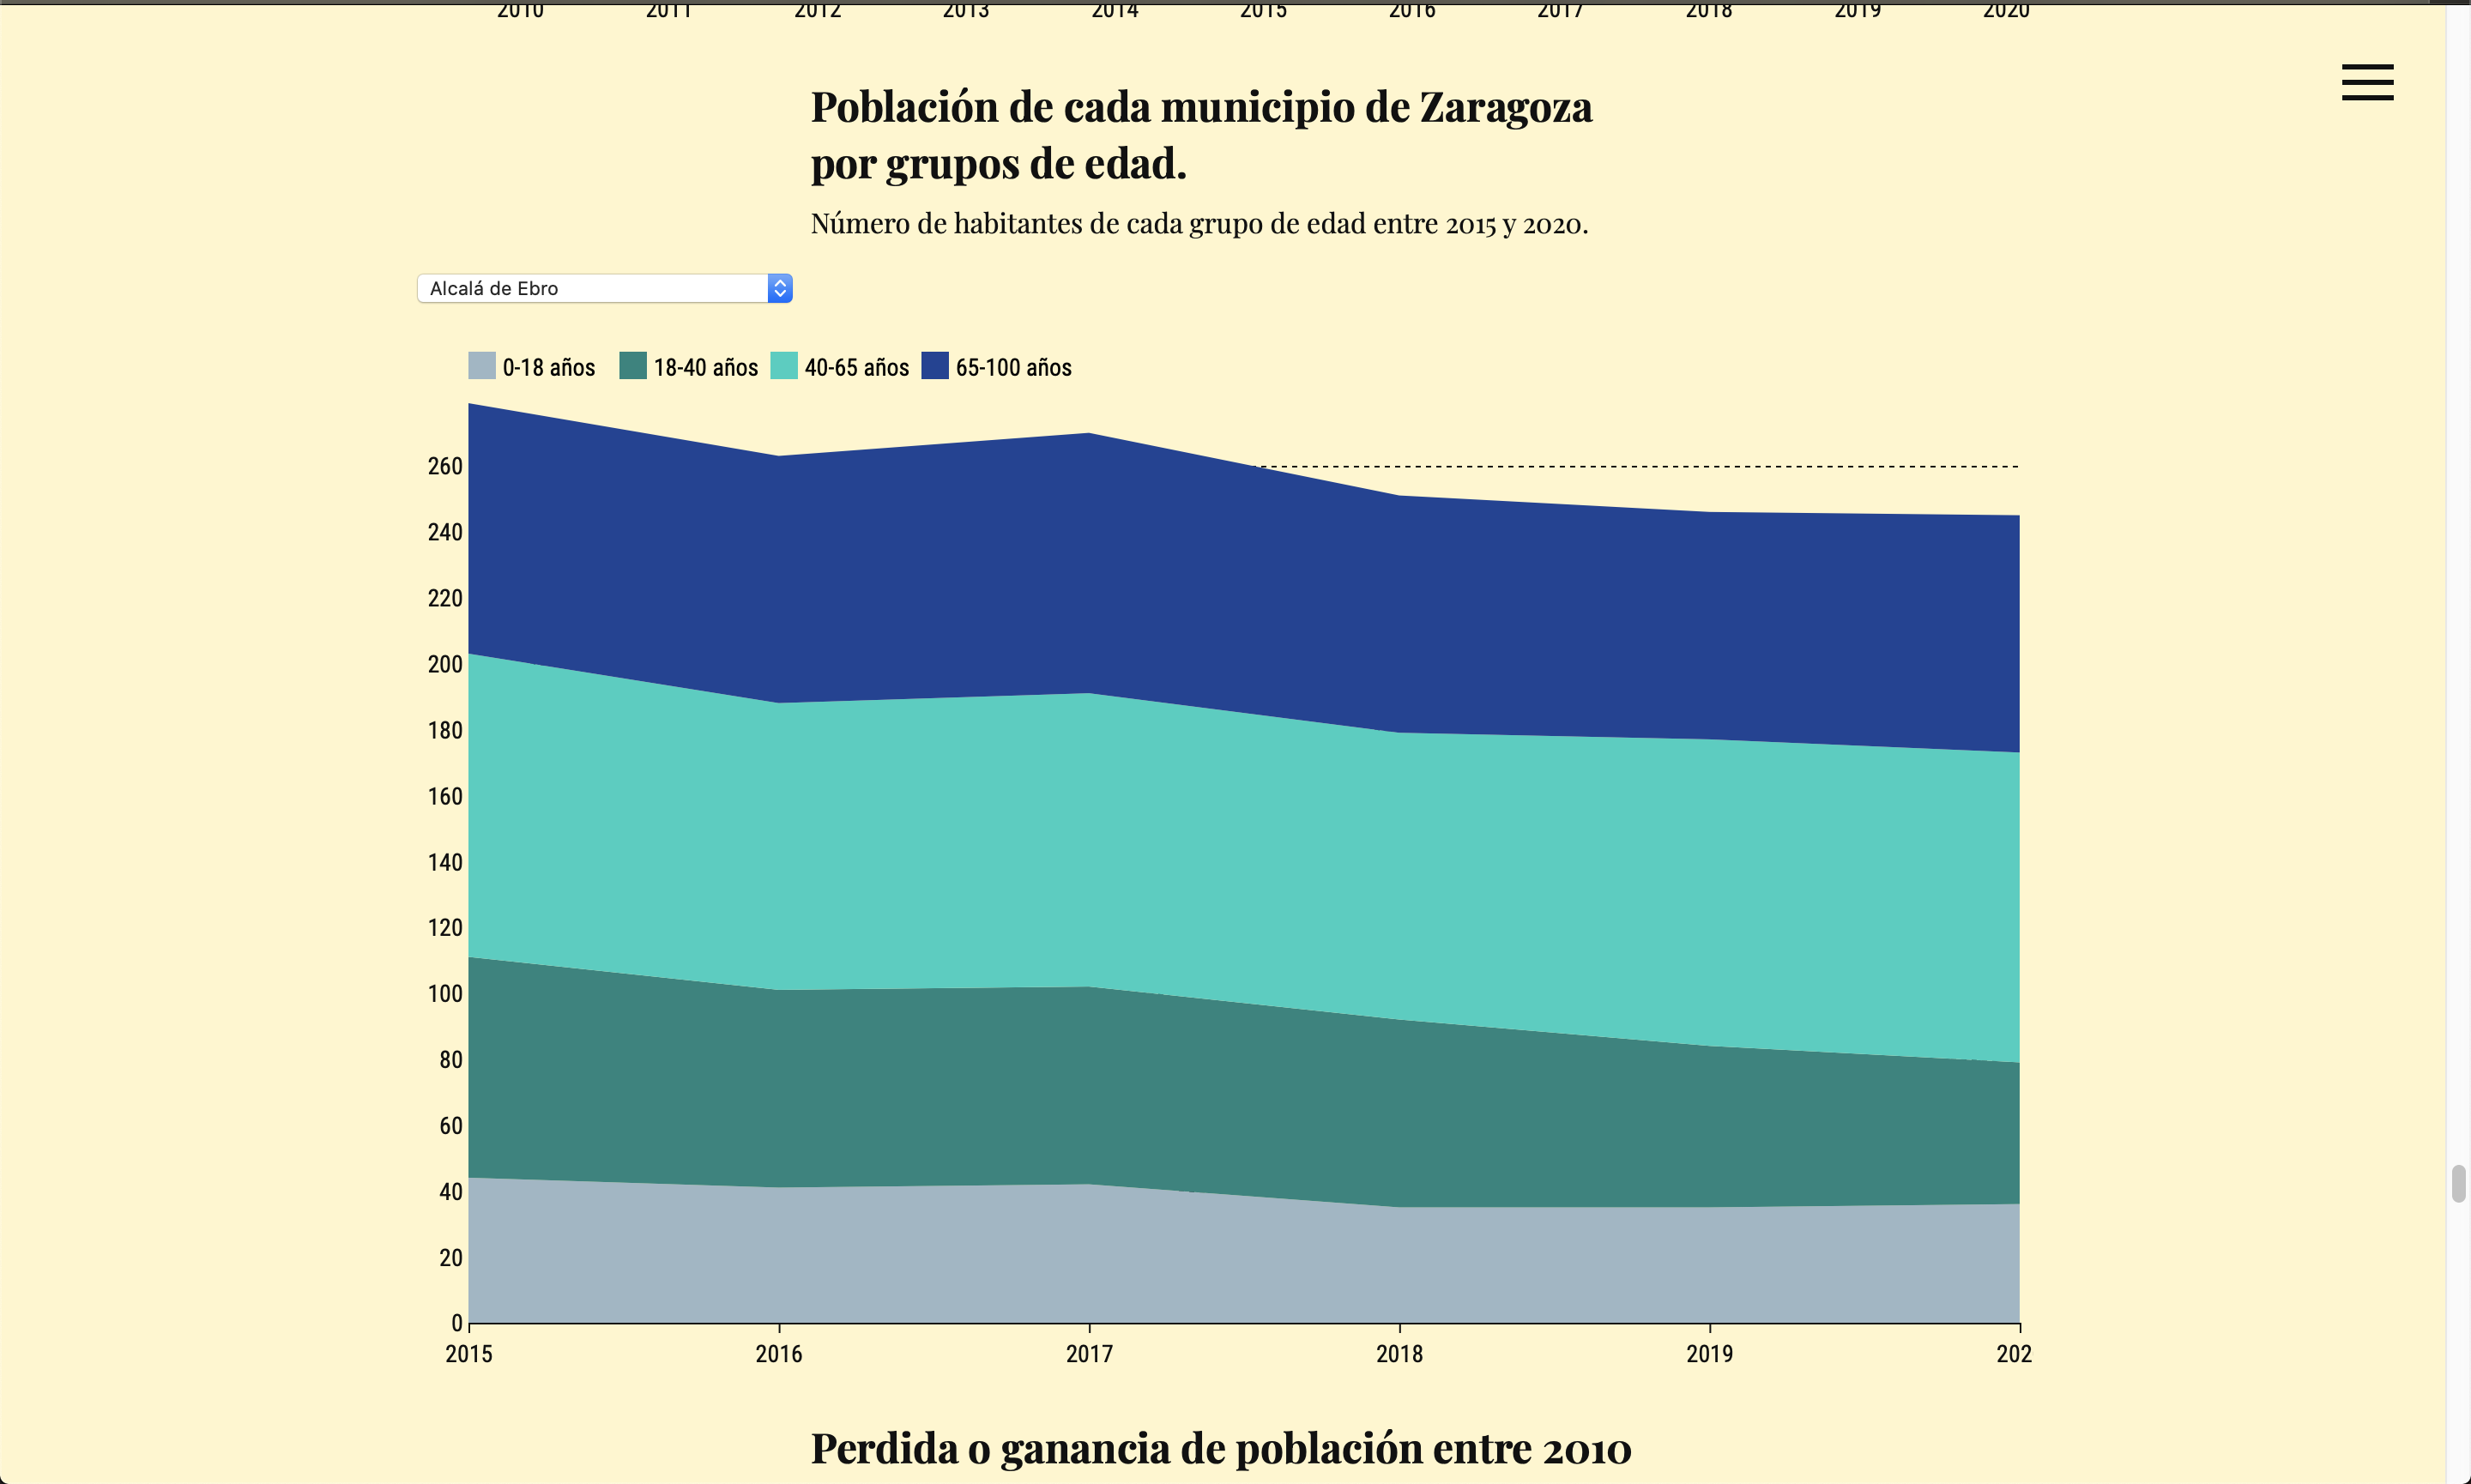 2010 2011 2012 2013 2014 2015 2016 2017 2018 2019 2020
Población de cada municipio de Zaragoza
por grupos de edad.
Número de habitantes de cada grupo de edad entre 2015 y 2020.
Alcalá de Ebro
0-18 años 18-40 años 40-65 años 65-100 años
260
240
220
200
180
160
140
120
100
80
60
40
20
0
2015 2016 2017 2018 2019 202
Perdida o ganancia de población entre 2010